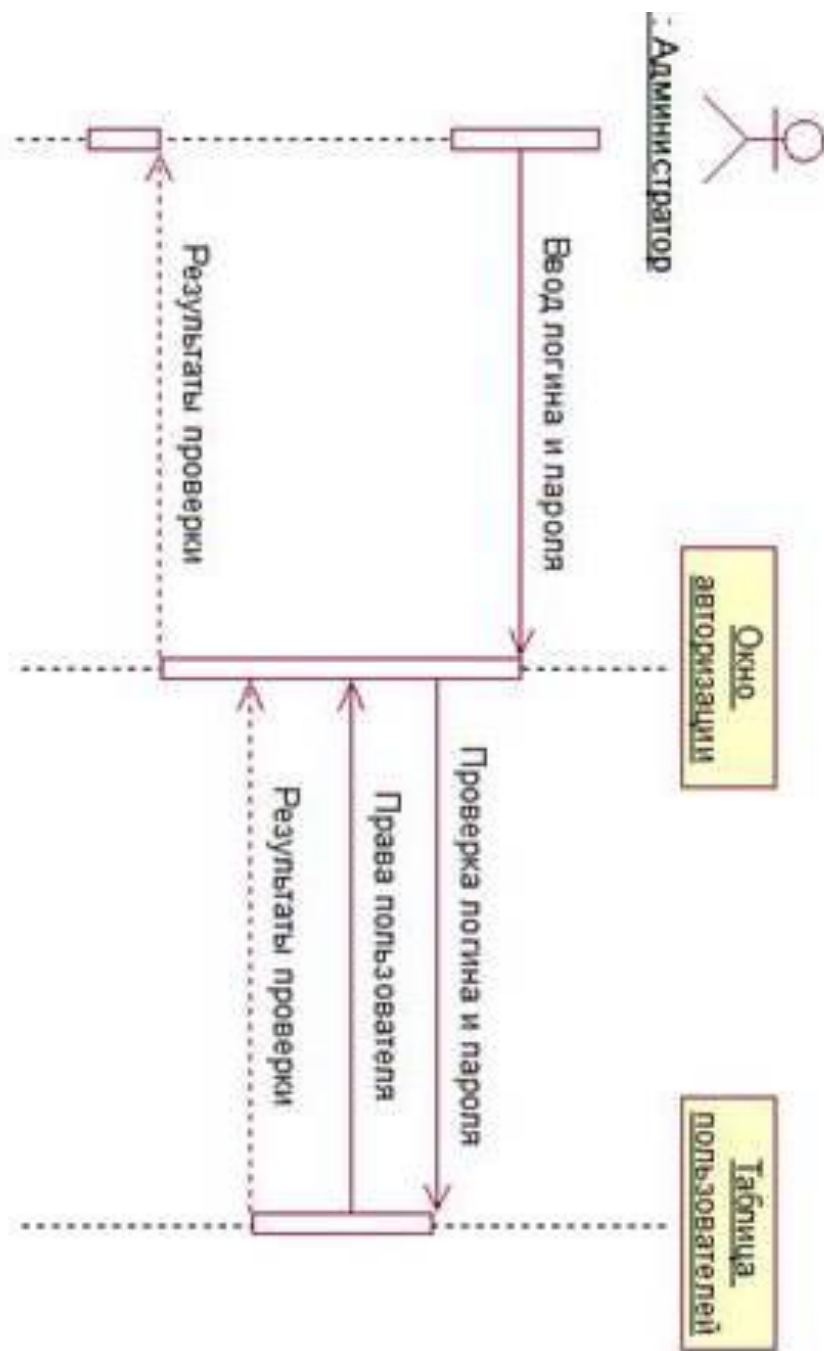 : Администратор
Окно
авторизации
Таблица
пользователей
Ввод логина и пароля
Проверка логина и пароля
Права пользователя
Результаты проверки
Результаты проверки